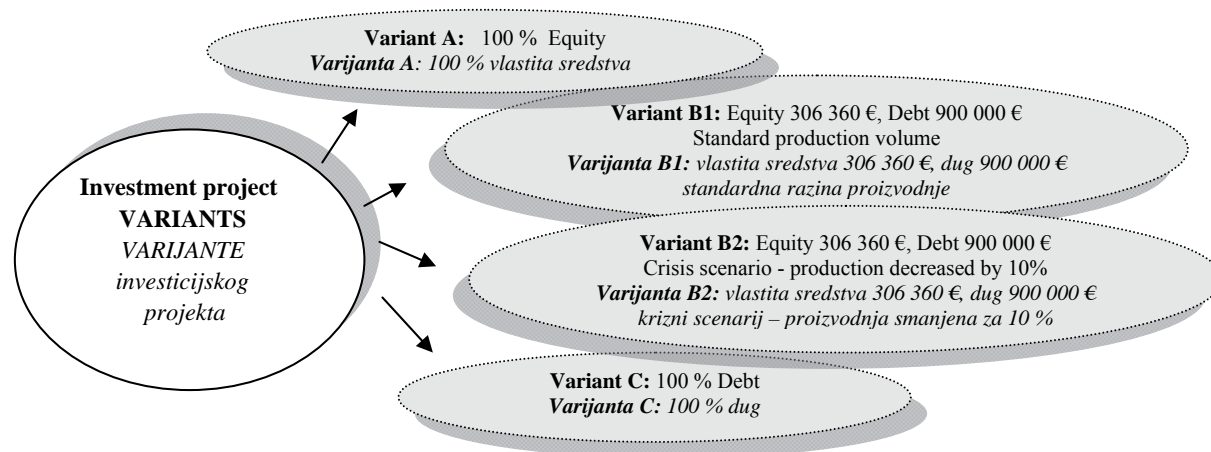 Variant A: 100 % Equity
Varijanta A: 100 % vlastita sredstva
Variant B1: Equity 306 360 €, Debt 900 000 €
Standard production volume
Varijanta B1: vlastita sredstva 306 360 €, dug 900 000 €
standardna razina proizvodnje
Investment project
VARIANTS
VARIJANTE
investicijskog
projekta
Variant B2: Equity 306 360 €, Debt 900 000 €
Crisis scenario - production decreased by 10%
Varijanta B2: vlastita sredstva 306 360 €, dug 900 000 €
krizni scenarij – proizvodnja smanjena za 10 %
Variant C: 100 % Debt
Varijanta C: 100 % dug